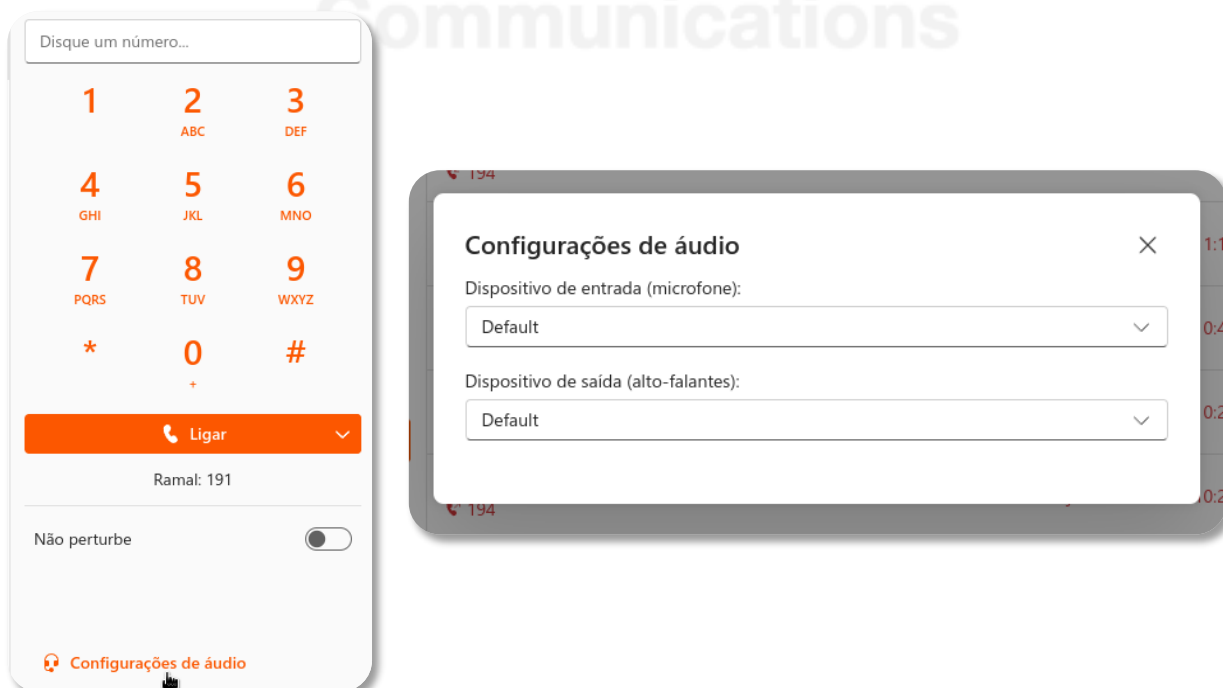 Communications
Disque um número...
1 2 3
ABC DEF
4 5 6
GHI JKL MNO
7 8 9
PQRS TUV WXYZ
* 0 #
+
Ligar
Ramal: 191
Não perturbe
Configurações de áudio
194
Configurações de áudio
Dispositivo de entrada (microfone):
Default
Dispositivo de saída (alto-falantes):
Default
194